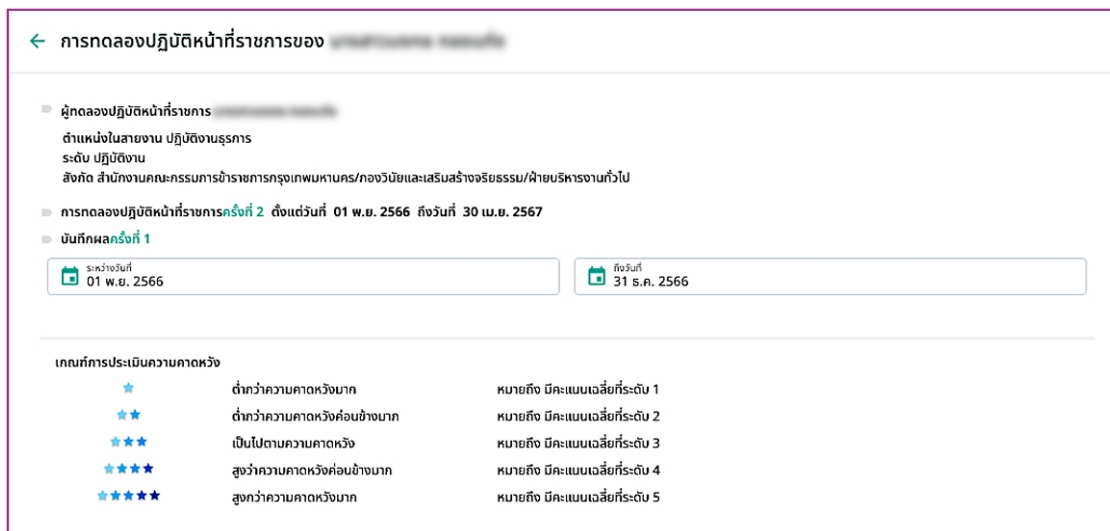 การทดลองปฏิบัติหน้าที่ราชการของ
ผู้ทดลองปฏิบัติหน้าที่ราชการ
ตำแหน่งในสายงาน ปฏิบัติงานธุรการ
ระดับ ปฏิบัติงาน
สังกัด สำนักงานคณะกรรมการข้าราชการกรุงเทพมหานคร/กองวินัยและเสริมสร้างจริยธรรม/ฝ่ายบริหารงานทั่วไป
การทดลองปฏิบัติหน้าที่ราชการครั้งที่ 2 ตั้งแต่วันที่ 01 พ.ย. 2566 ถึงวันที่ 30 เม.ย. 2567
บันทึกผลครั้งที่ 1
ระหว่างวันที่
01 พ.ย. 2566
ถึงวันที่
31 ธ.ค. 2566
เกณฑ์การประเมินความคาดหวัง
ต่ำกว่าความคาดหวังมาก หมายถึง มีคะแนนเฉลี่ยที่ระดับ 1
ต่ำกว่าความคาดหวังค่อนข้างมาก หมายถึง มีคะแนนเฉลี่ยที่ระดับ 2
เป็นไปตามความคาดหวัง หมายถึง มีคะแนนเฉลี่ยที่ระดับ 3
สูงว่าความคาดหวังค่อนข้างมาก หมายถึง มีคะแนนเฉลี่ยที่ระดับ 4
สูงกว่าความคาดหวังมาก หมายถึง มีคะแนนเฉลี่ยที่ระดับ 5